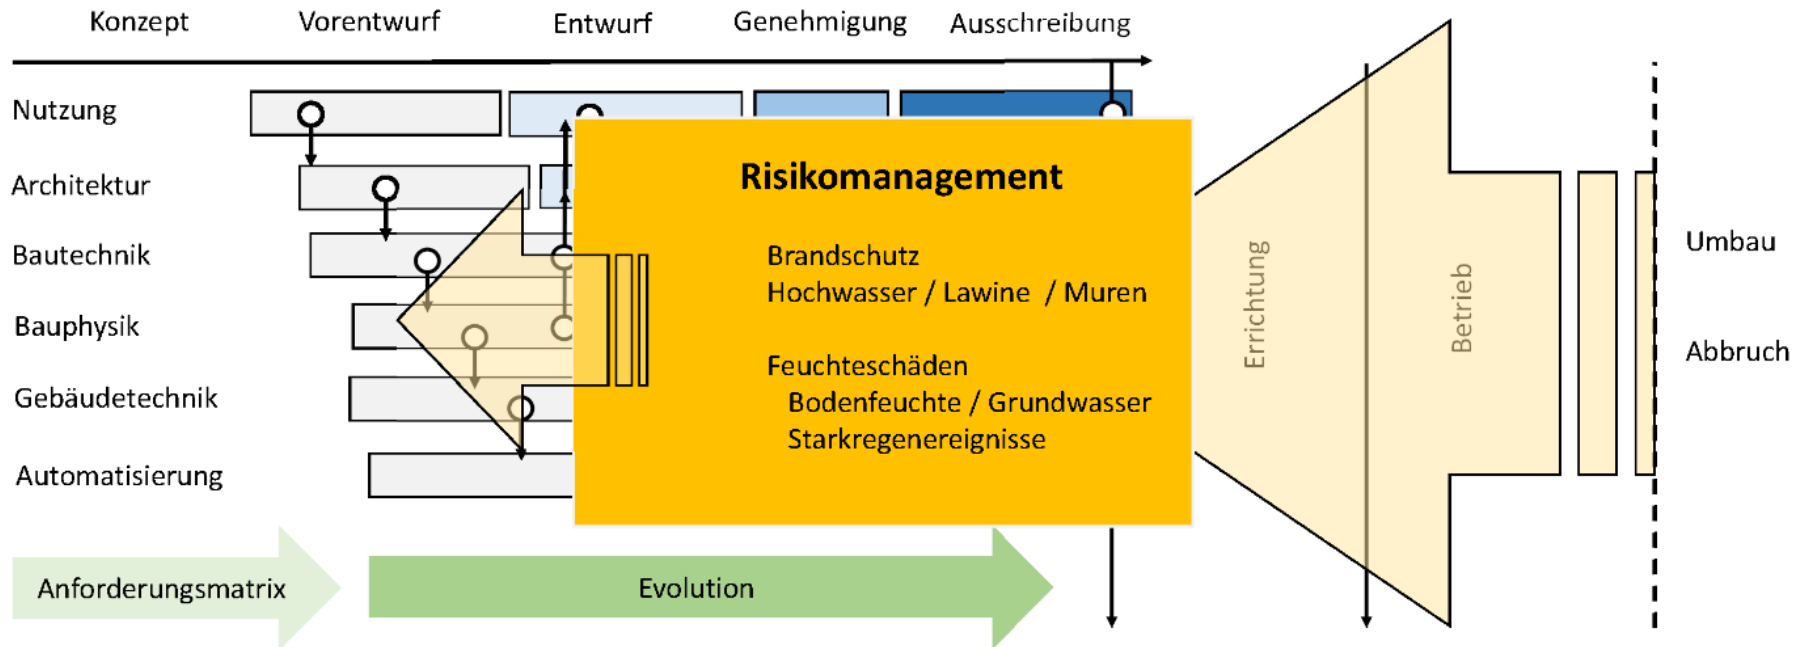 Konzept
Vorentwurf
Entwurf
Genehmigung
Ausschreibung
Nutzung
Architektur
Bautechnik
Bauphysik
Gebäudetechnik
Automatisierung
Risikomanagement
Brandschutz
Hochwasser / Lawine / Muren
Feuchteschäden
Bodenfeuchte / Grundwasser
Starkregenereignisse
Errichtung
Betrieb
Umbau
Abbruch
Anforderungsmatrix
Evolution